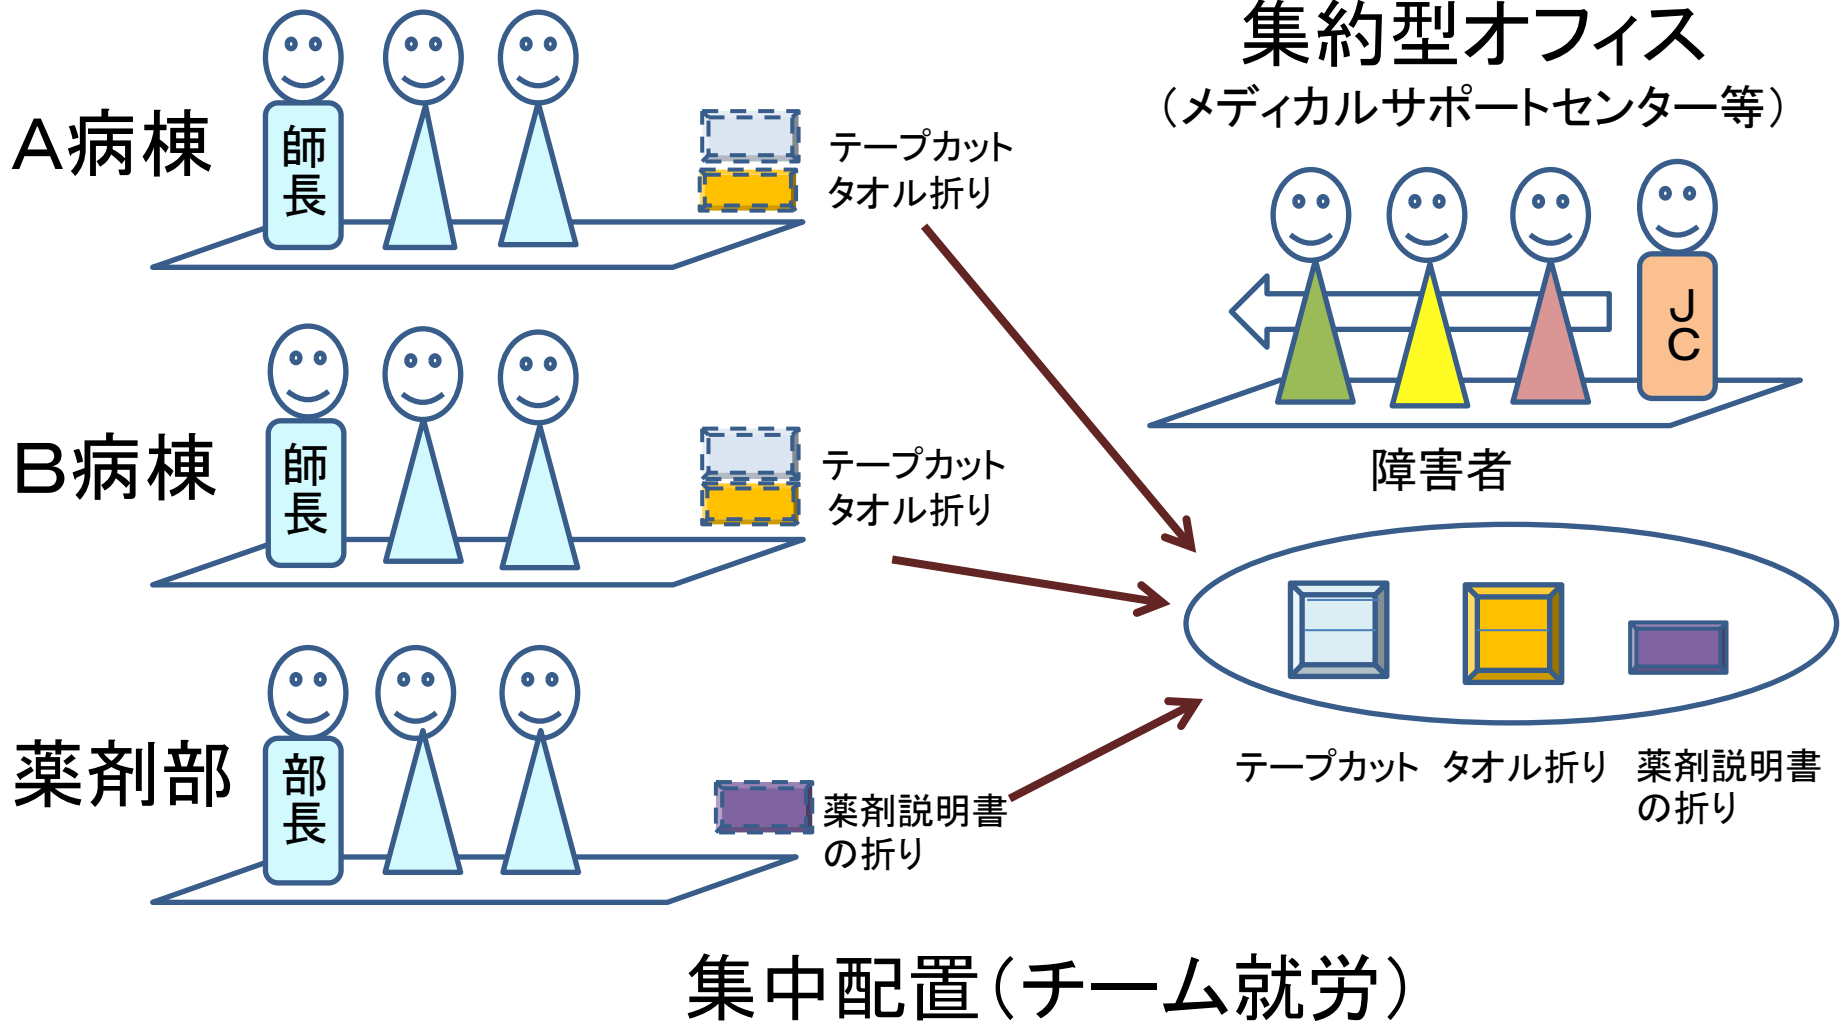 集約型オフィス
（メディカルサポートセンター等）
Ａ病棟
師長
テープカット
タオル折り
ＪＣ
障害者
Ｂ病棟
師長
テープカット
タオル折り
薬剤部
部長
薬剤説明書
の折り
テープカット
タオル折り
薬剤説明書
の折り
集中配置（チーム就労）